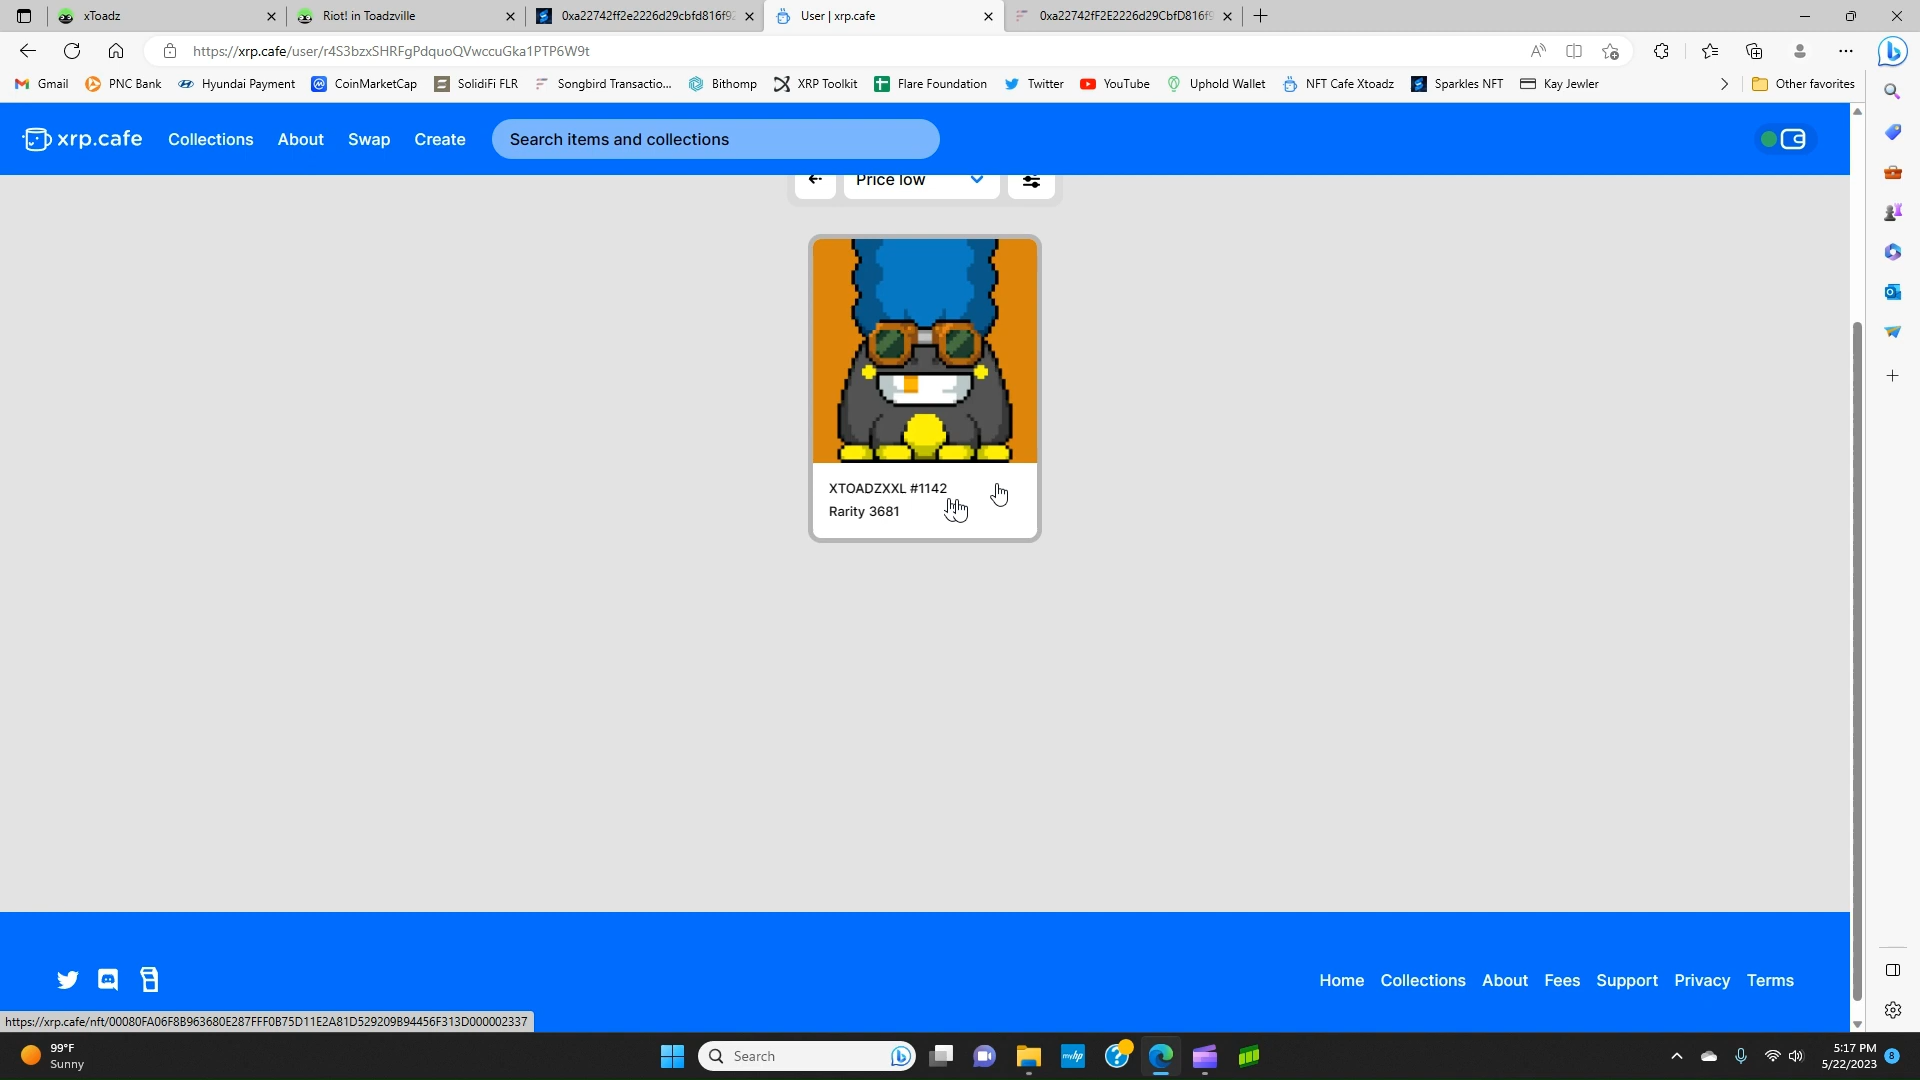 xToadz
Riot! in Toadzville
0xa22742ff2e2226d29cbfd816f92
User | xrp.cafe
0xa22742fF2E2226d29CbfD816f9
https://xrp.cafe/user/r4S3bzxSHRFgPdquoQVwccuGka1PTP6W9t
Gmail
PNC Bank
Hyundai Payment
CoinMarketCap
SolidiFi FLR
Songbird Transactio...
Bithomp
XRP Toolkit
Flare Foundation
Twitter
YouTube
Uphold Wallet
NFT Cafe Xtoadz
Sparkles NFT
Kay Jewler
Other favorites
xrp.cafe
Collections
About
Swap
Create
Search items and collections
Price low
XTOADZXXL #1142
Rarity 3681
Home
Collections
About
Fees
Support
Privacy
Terms
https://xrp.cafe/nft/00080FA06F8B963680E287FFF0B75D11E2A81D529209B94456F313D000002337
99°F
Sunny
Search
myhp
5:17 PM
5/22/2023
8